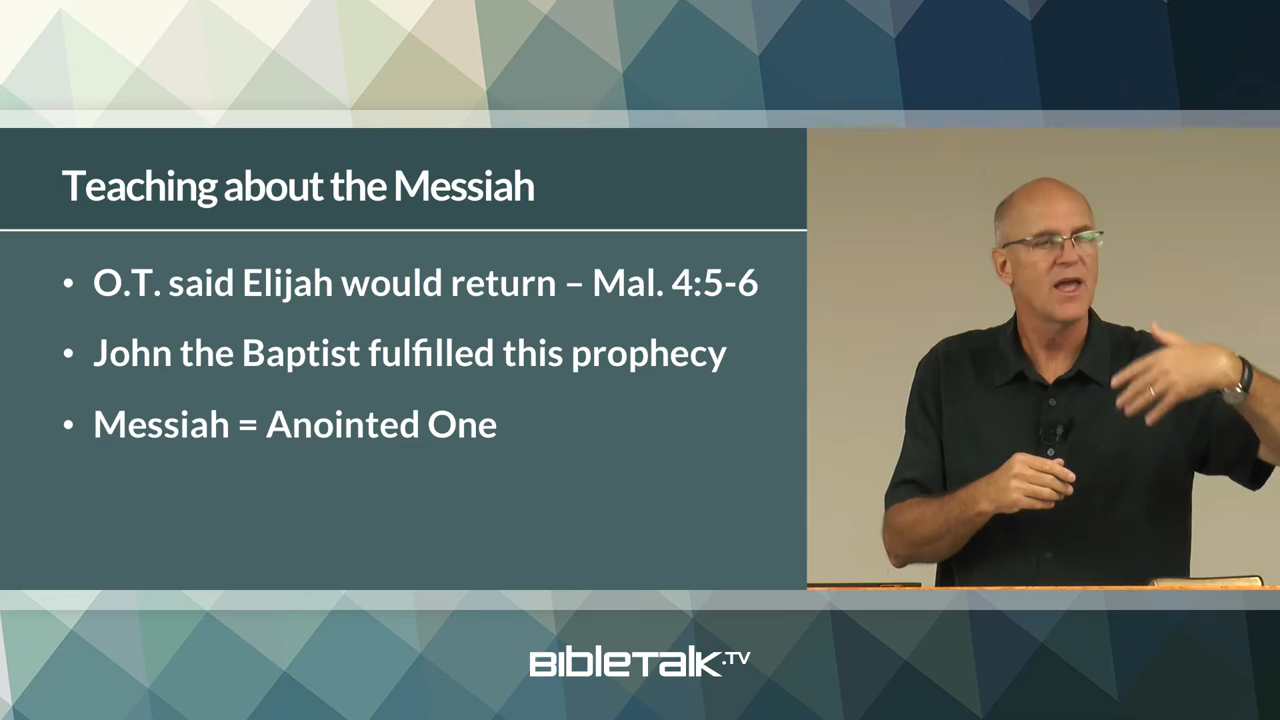 Teaching about the Messiah
• O.T. said Elijah would return – Mal. 4:5-6
• John the Baptist fulfilled this prophecy
• Messiah = Anointed One
BibleTalk.TV